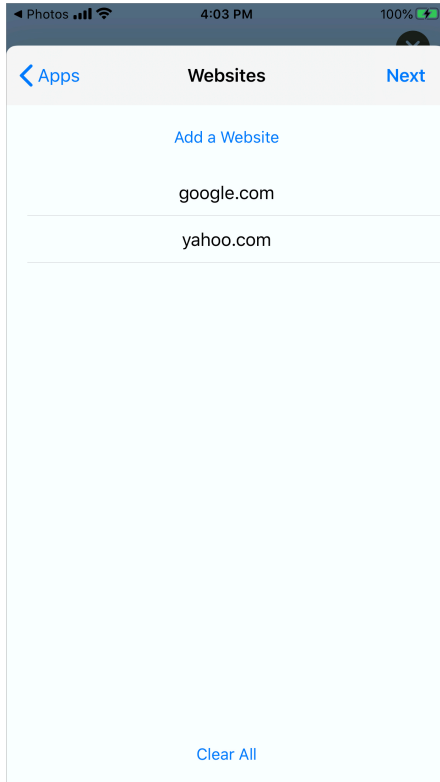 ◀ Photos 4:03 PM 100%
Apps Websites Next
Add a Website
google.com
yahoo.com
Clear All